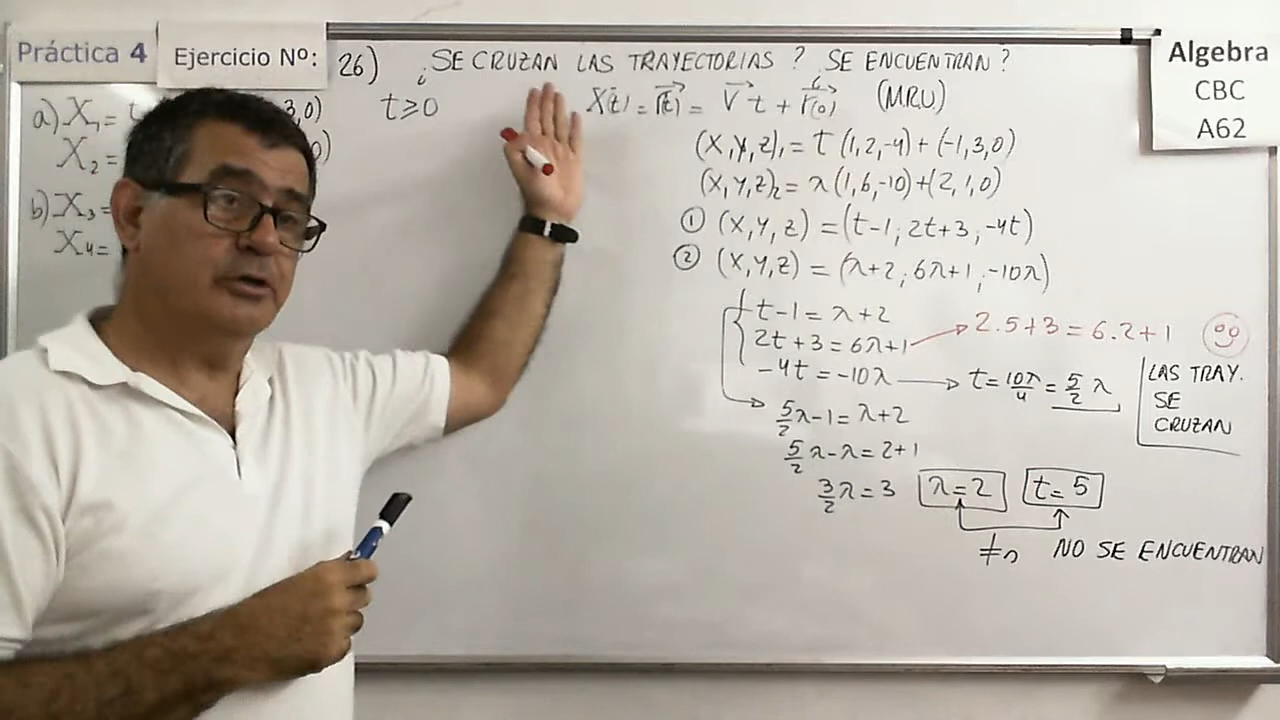 Práctica 4
Ejercicio Nº: 26)
¿SE CRUZAN LAS TRAYECTORIAS? SE ENCUENTRAN?
Algebra
CBC
A62
a) X₁= t
3,0)
t≥0
X(t) = r(t) = V t + r(0) (MRU)
X₂=
)
(X,Y,Z)₁ = t (1,2,-4)+(-1,3,0)
b) X₃=
(X,Y,Z)₂ = λ(1,6,-10)+(2,1,0)
X₄=
① (X,Y,Z) = (t-1, 2t+3, -4t)
② (X,Y,Z) = (λ+2, 6λ+1, -10λ)
t-1 = λ+2
2t+3 = 6λ+1 → 2.5+3 = 6.2+1
-4t = -10λ → t = 10λ/4 = 5/2 λ
LAS TRAY.
SE
CRUZAN
5/2λ-1 = λ+2
5/2λ-λ = 2+1
3/2λ = 3 λ=2 t=5
≠ NO SE ENCUENTRAN